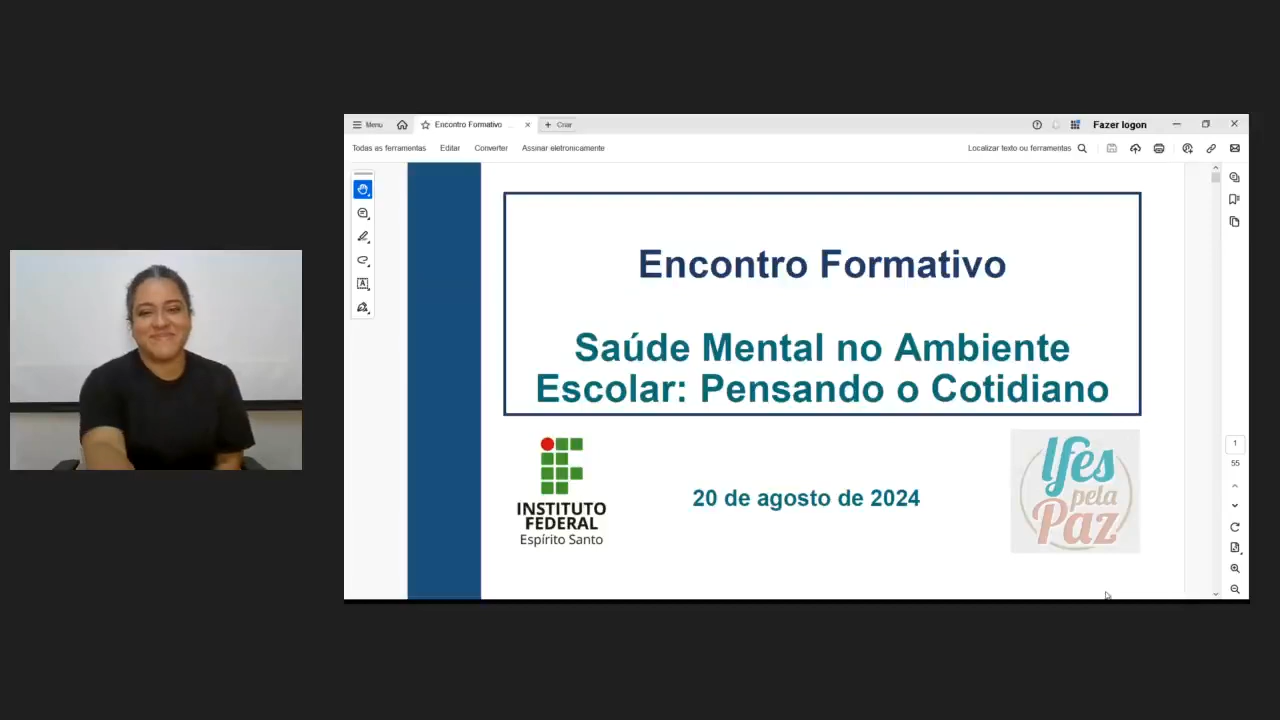 Menu
Encontro Formativo ...
Criar
Fazer logon
Todas as ferramentas
Editar
Converter
Assinar eletronicamente
Localizar texto ou ferramentas
Encontro Formativo
Saúde Mental no Ambiente
Escolar: Pensando o Cotidiano
INSTITUTO
FEDERAL
Espírito Santo
20 de agosto de 2024
Ifes
pela
Paz
1
55